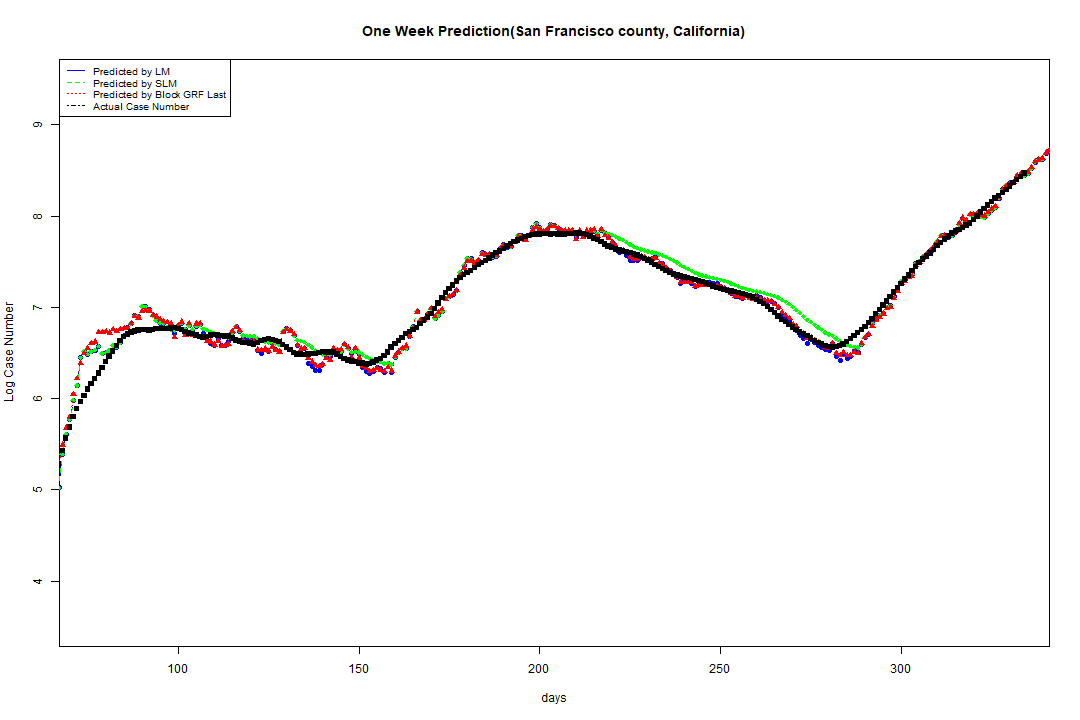 One Week Prediction(San Francisco county, California)
Predicted by LM
Predicted by SLM
Predicted by Block GRF Last
Actual Case Number
Log Case Number
9
8
7
6
5
4
100 150 200 250 300
days